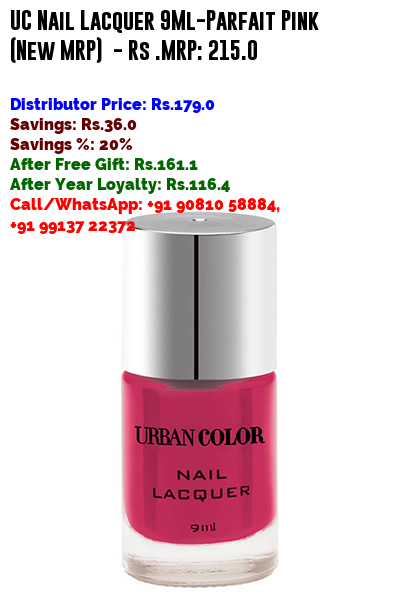 UC Nail Lacquer 9Ml-Parfait Pink
(New MRP) - Rs .MRP: 215.0
Distributor Price: Rs.179.0
Savings: Rs.36.0
Savings %: 20%
After Free Gift: Rs.161.1
After Year Loyalty: Rs.116.4
Call/WhatsApp: +91 90810 58884,
+91 99137 22372
URBAN COLOR
NAIL
LACQUER
9ml